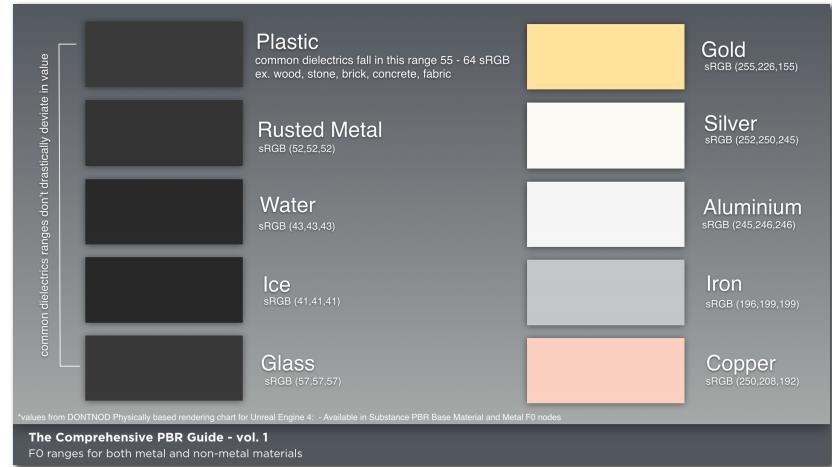 common dielectrics ranges don't drastically deviate in value
Plastic
common dielectrics fall in this range 55 - 64 sRGB
ex. wood, stone, brick, concrete, fabric
Rusted Metal
sRGB (52,52,52)
Water
sRGB (43,43,43)
Ice
sRGB (41,41,41)
Glass
sRGB (57,57,57)
Gold
sRGB (255,226,155)
Silver
sRGB (252,250,245)
Aluminium
sRGB (245,246,246)
Iron
sRGB (196,199,199)
Copper
sRGB (250,208,192)
*values from DONTNOD Physically based rendering chart for Unreal Engine 4: - Available in Substance PBR Base Material and Metal F0 nodes
The Comprehensive PBR Guide - vol. 1
F0 ranges for both metal and non-metal materials